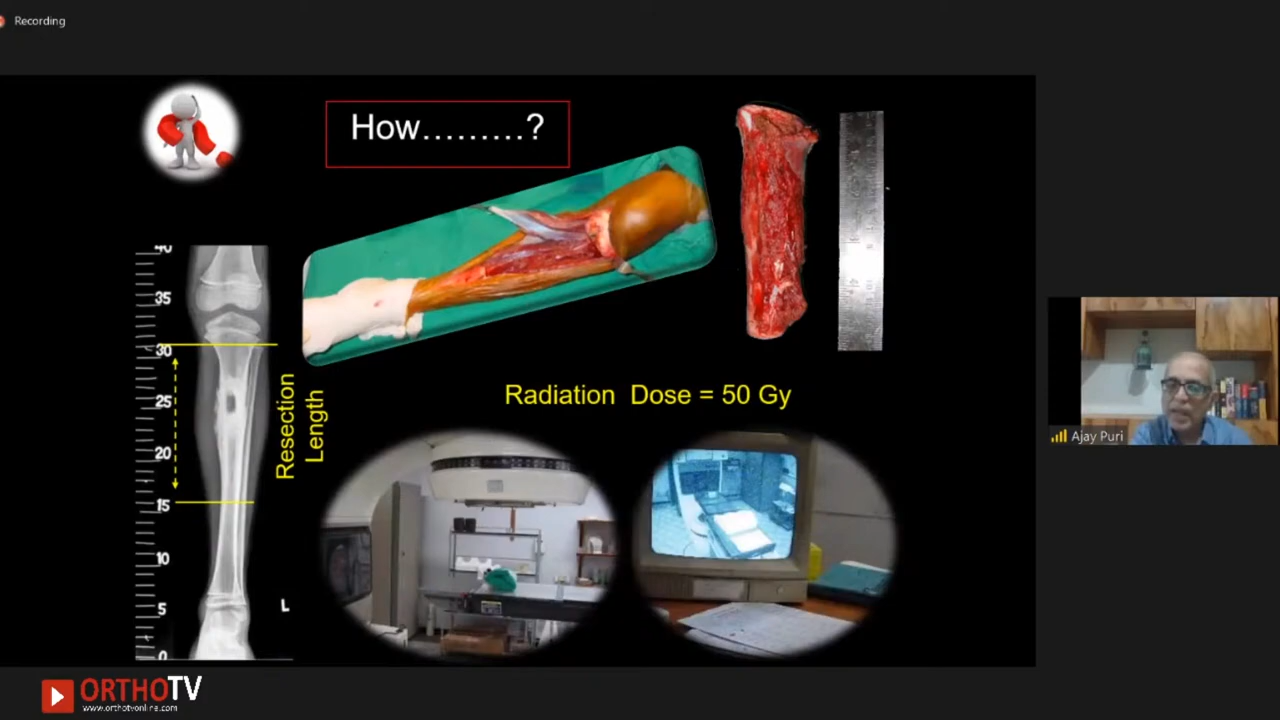 Recording
How.........?
40
35
30
25
20
15
10
5
0
Resection
Length
L
Radiation Dose = 50 Gy
Ajay Puri
ORTHOTV
www.orthotvonline.com